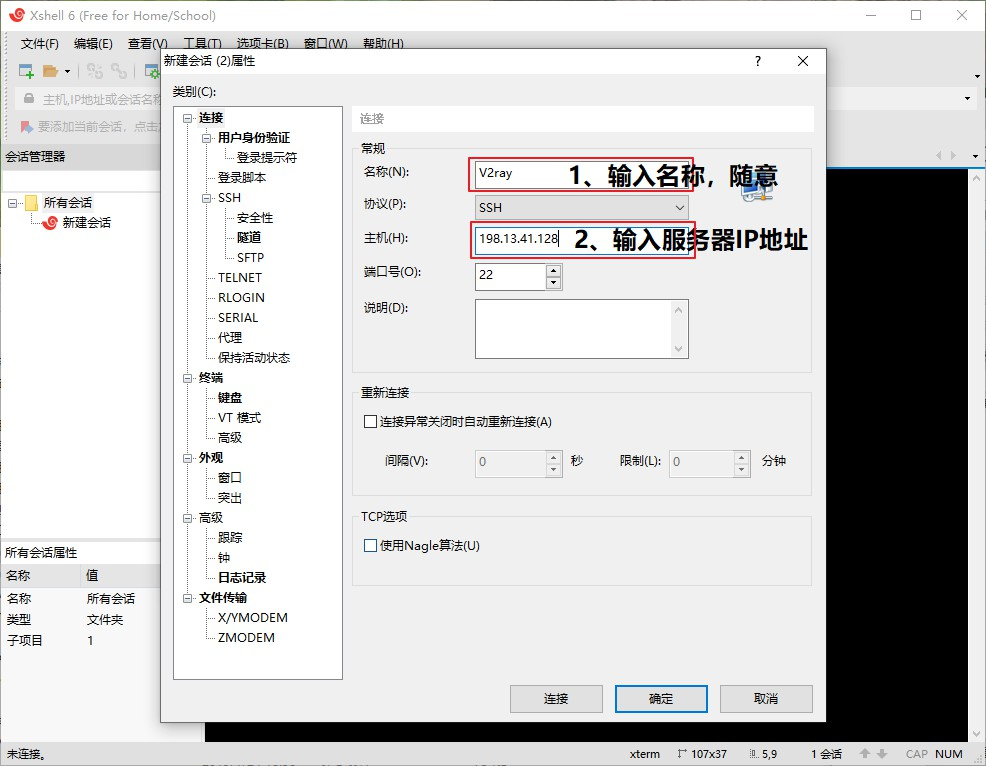 Xshell 6 (Free for Home/School)
文件(F) 编辑(E) 查看(V) 工具(T) 选项卡(B) 窗口(W) 帮助(H)
新建会话 (2)属性 ?
类别(C):
主机,IP地址或会话名称
要添加当前会话，点击
会话管理器
所有会话
新建会话
连接
用户身份验证
登录提示符
登录脚本
SSH
安全性
隧道
SFTP
TELNET
RLOGIN
SERIAL
代理
保持活动状态
终端
键盘
VT 模式
高级
外观
窗口
突出
高级
跟踪
钟
日志记录
文件传输
X/YMODEM
ZMODEM
连接
常规
名称(N): V2ray 1、输入名称，随意
协议(P): SSH
主机(H): 198.13.41.128 2、输入服务器IP地址
端口号(O): 22
说明(D):
重新连接
连接异常关闭时自动重新连接(A)
间隔(V): 0 秒 限制(L): 0 分钟
TCP选项
使用Nagle算法(U)
连接 确定 取消
所有会话属性
名称 值
名称 所有会话
类型 文件夹
子项目 1
未连接。 xterm 107x37 5,9 1 会话 CAP NUM